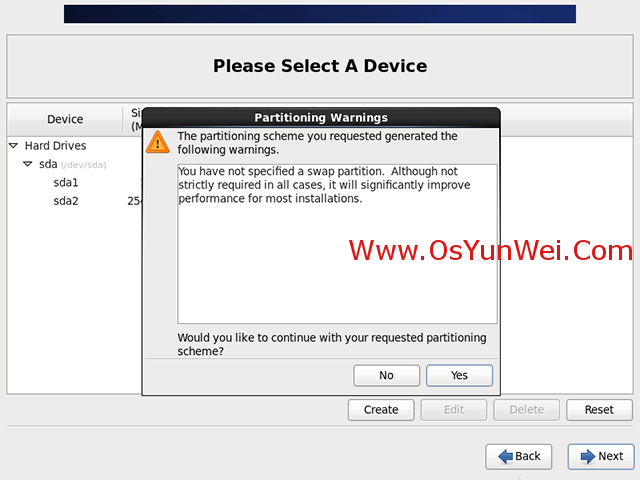 Please Select A Device
Device
Partitioning Warnings
The partitioning scheme you requested generated the
following warnings.
You have not specified a swap partition.  Although not
strictly required in all cases, it will significantly improve
performance for most installations.
Hard Drives
sda (/dev/sda)
sda1
sda2
www.OsYunWei.Com
Would you like to continue with your requested partitioning
scheme?
No
Yes
Create
Edit
Delete
Reset
Back
Next